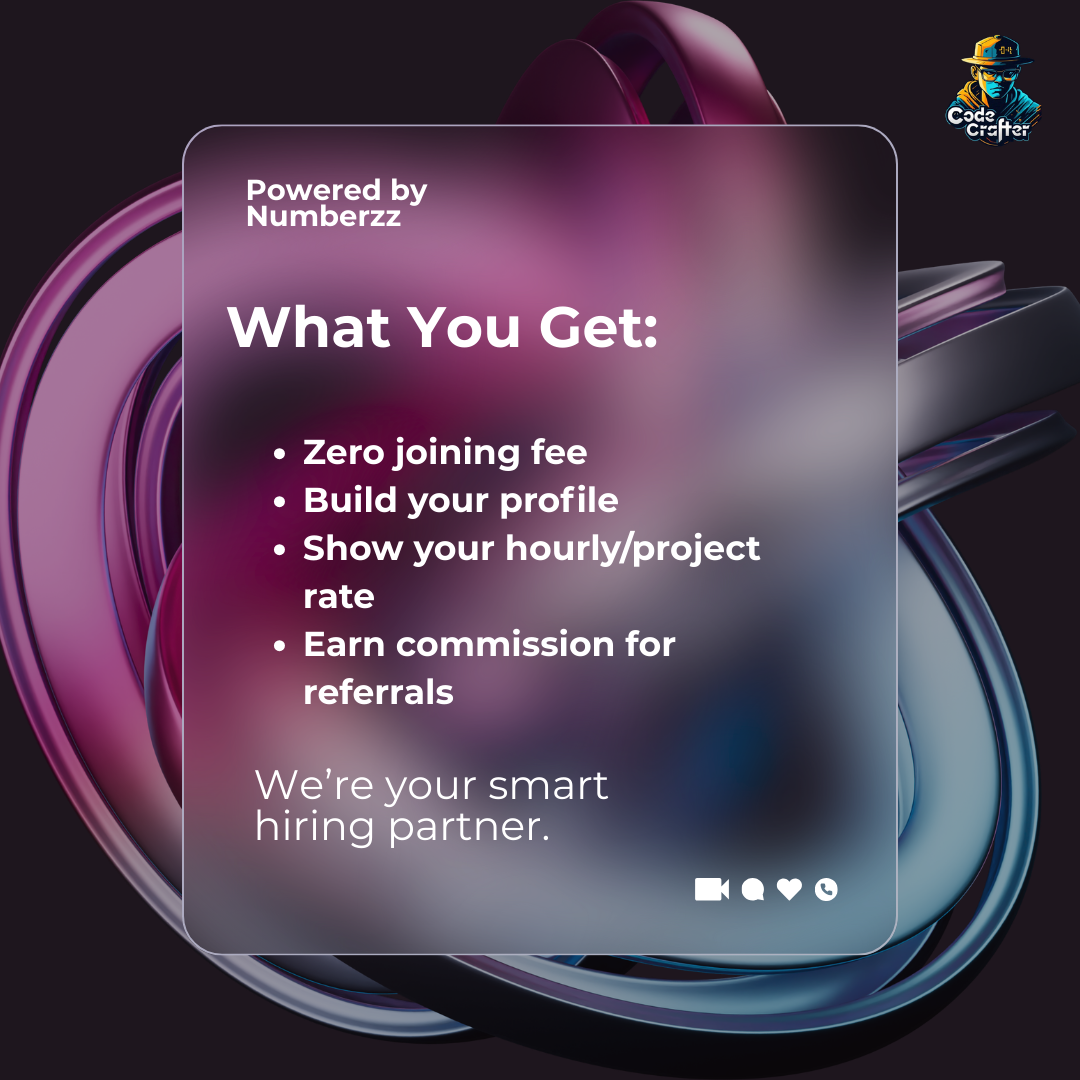 04
Code
Crafter
Powered by
Numberzz
What You Get:
• Zero joining fee
• Build your profile
• Show your hourly/project
rate
• Earn commission for
referrals
We're your smart
hiring partner.